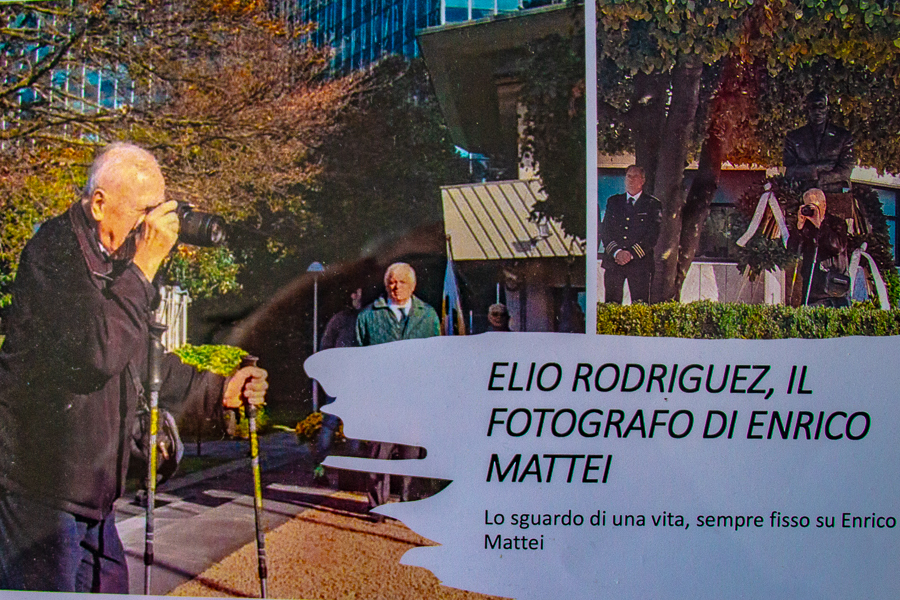 ELIO RODRIGUEZ, IL
FOTOGRAFO DI ENRICO
MATTEI
Lo sguardo di una vita, sempre fisso su Enrico
Mattei